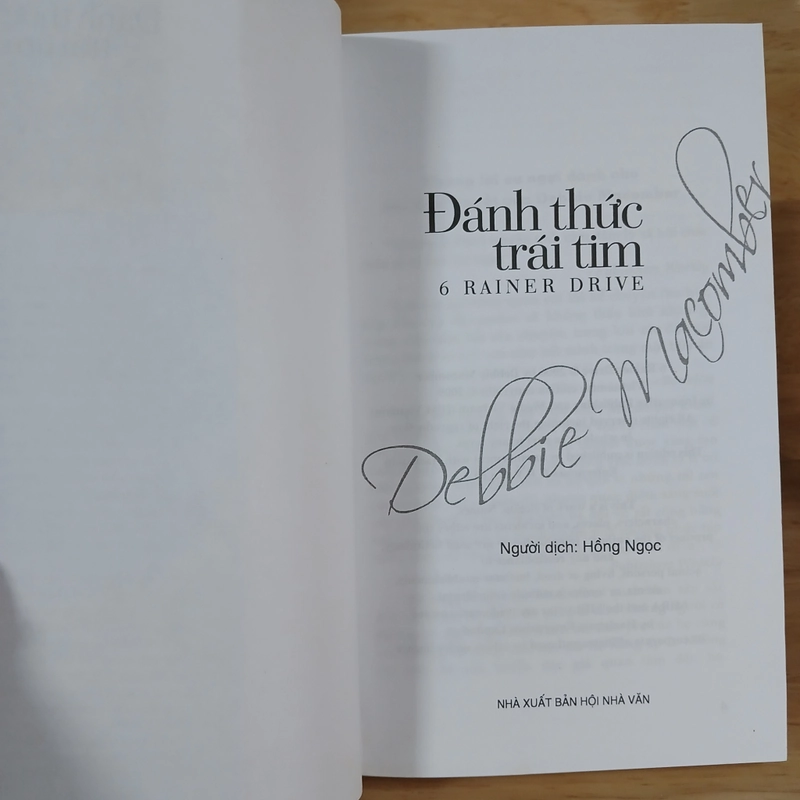 Đánh thức
trái tim
6 RAINER DRIVE
Debbie Macomber
Người dịch: Hồng Ngọc
NHÀ XUẤT BẢN HỘI NHÀ VĂN